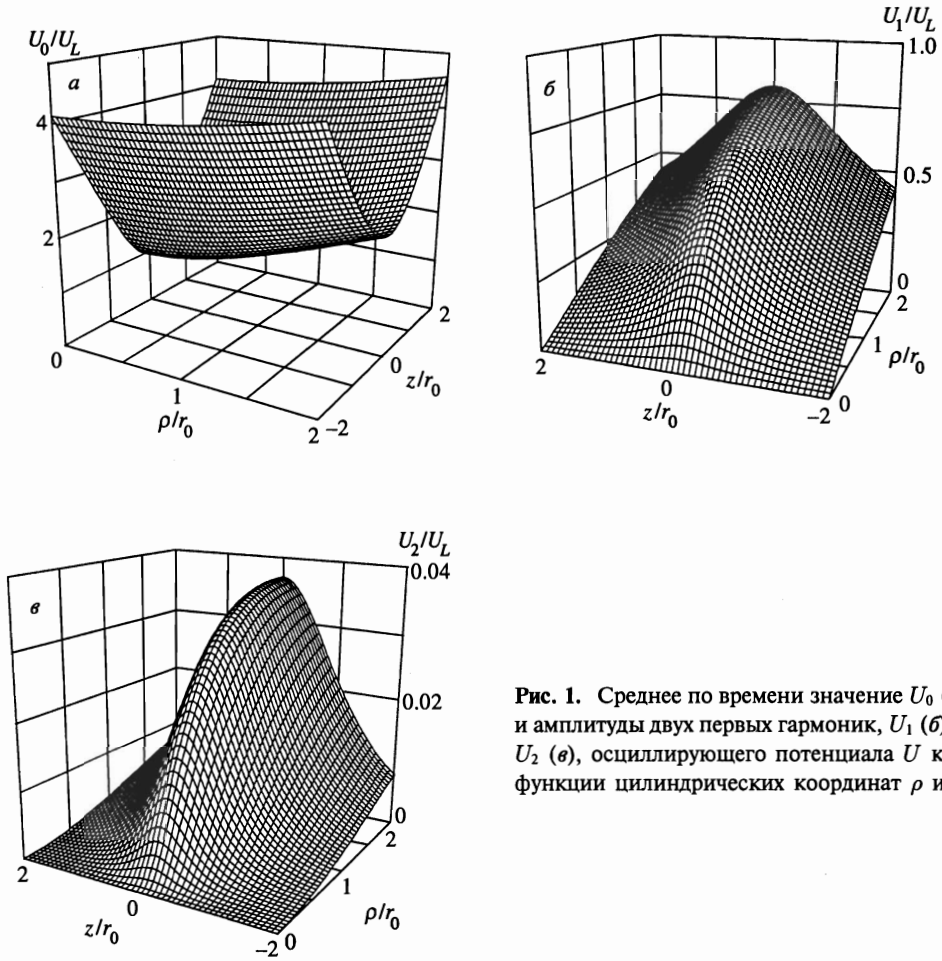 U₀/U_L
а
4
2
0
1
ρ/r₀
2
−2
0
z/r₀
2
U₁/U_L
б
1.0
0.5
0
2
1
ρ/r₀
0
2
0
z/r₀
−2
U₂/U_L
в
0.04
0.02
0
2
1
ρ/r₀
0
2
0
z/r₀
−2
Рис. 1. Среднее по времени значение U₀
и амплитуды двух первых гармоник, U₁ (б)
U₂ (в), осциллирующего потенциала U к
функции цилиндрических координат ρ и